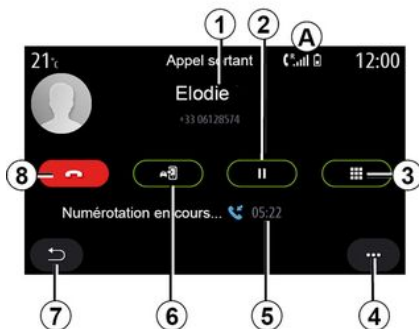 1
2
A
21°c
Appel sortant
12:00
Elodie
+33 06128574
8
3
Numérotation en cours... 05:22
7
6
5
4